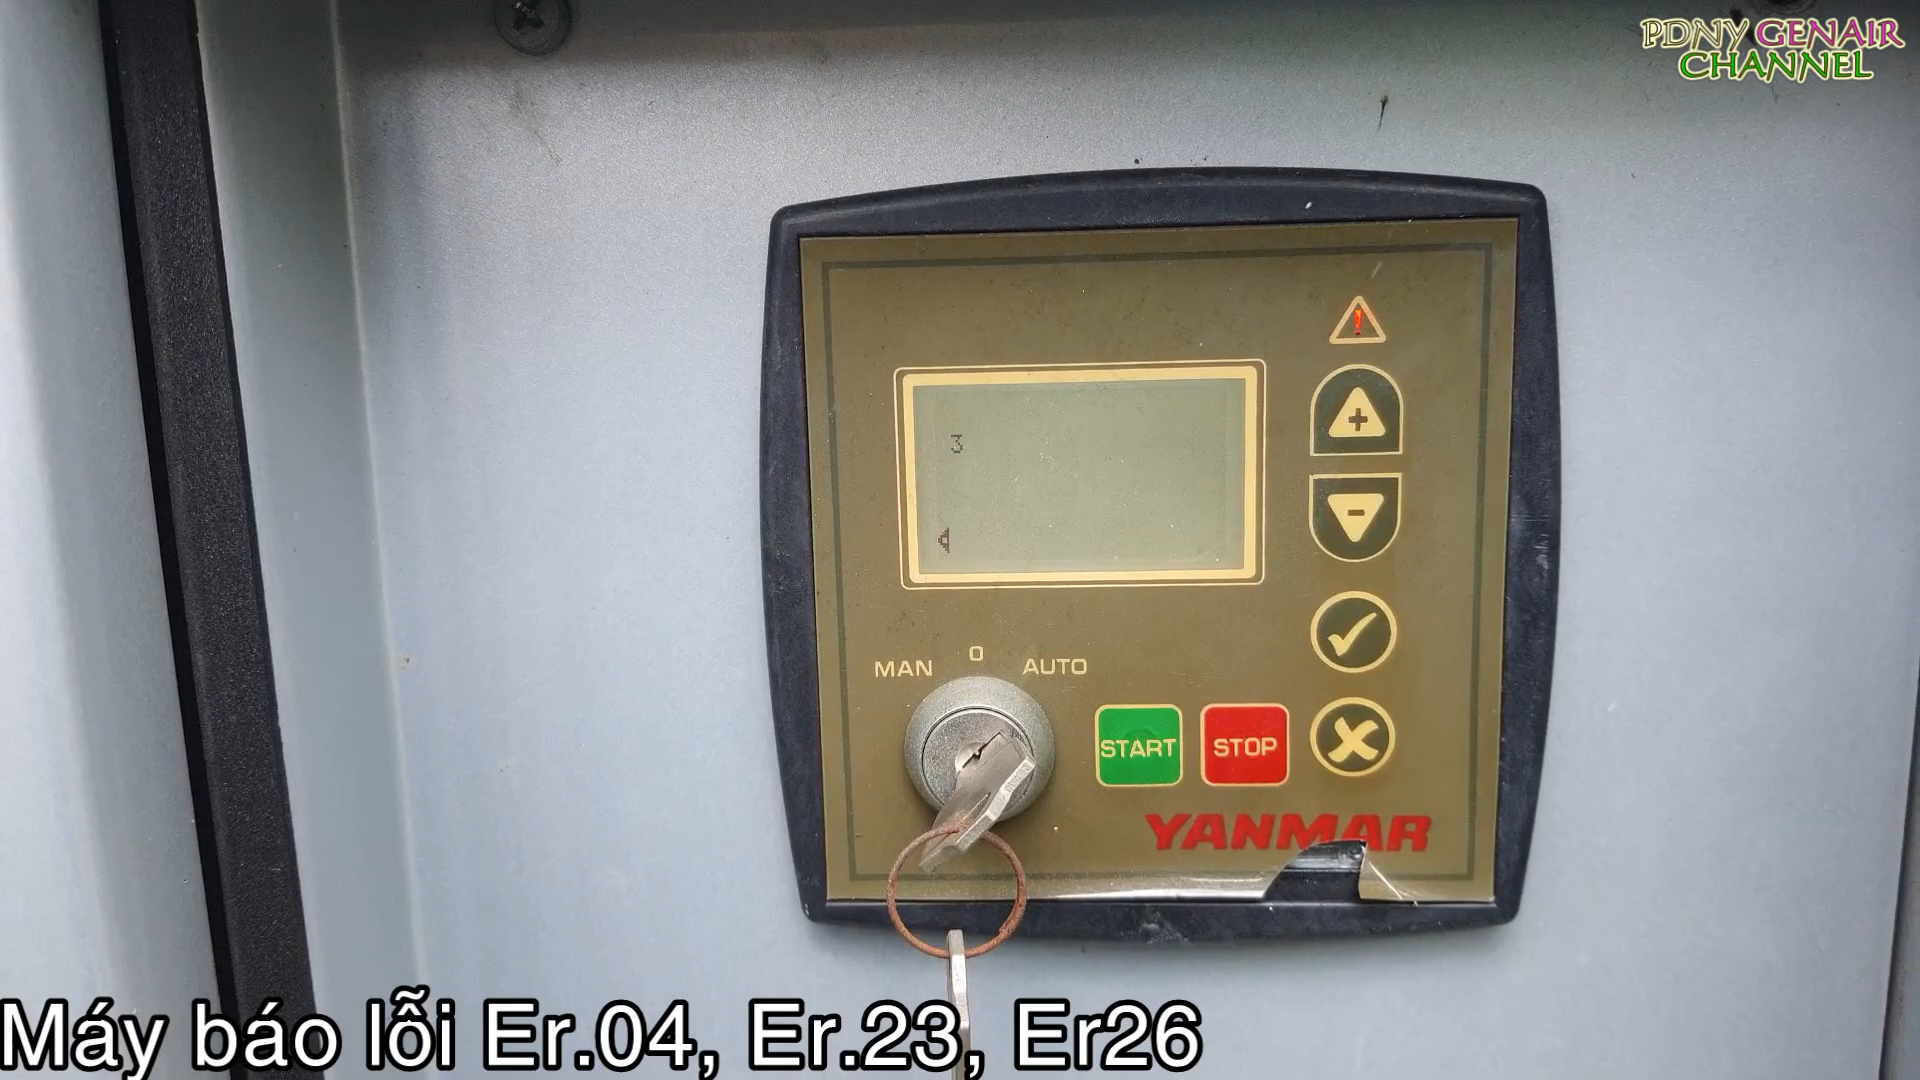 PDNY GENAIR
CHANNEL
3
MAN 0 AUTO
START STOP
YANMAR
Máy báo lỗi Er.04, Er.23, Er26